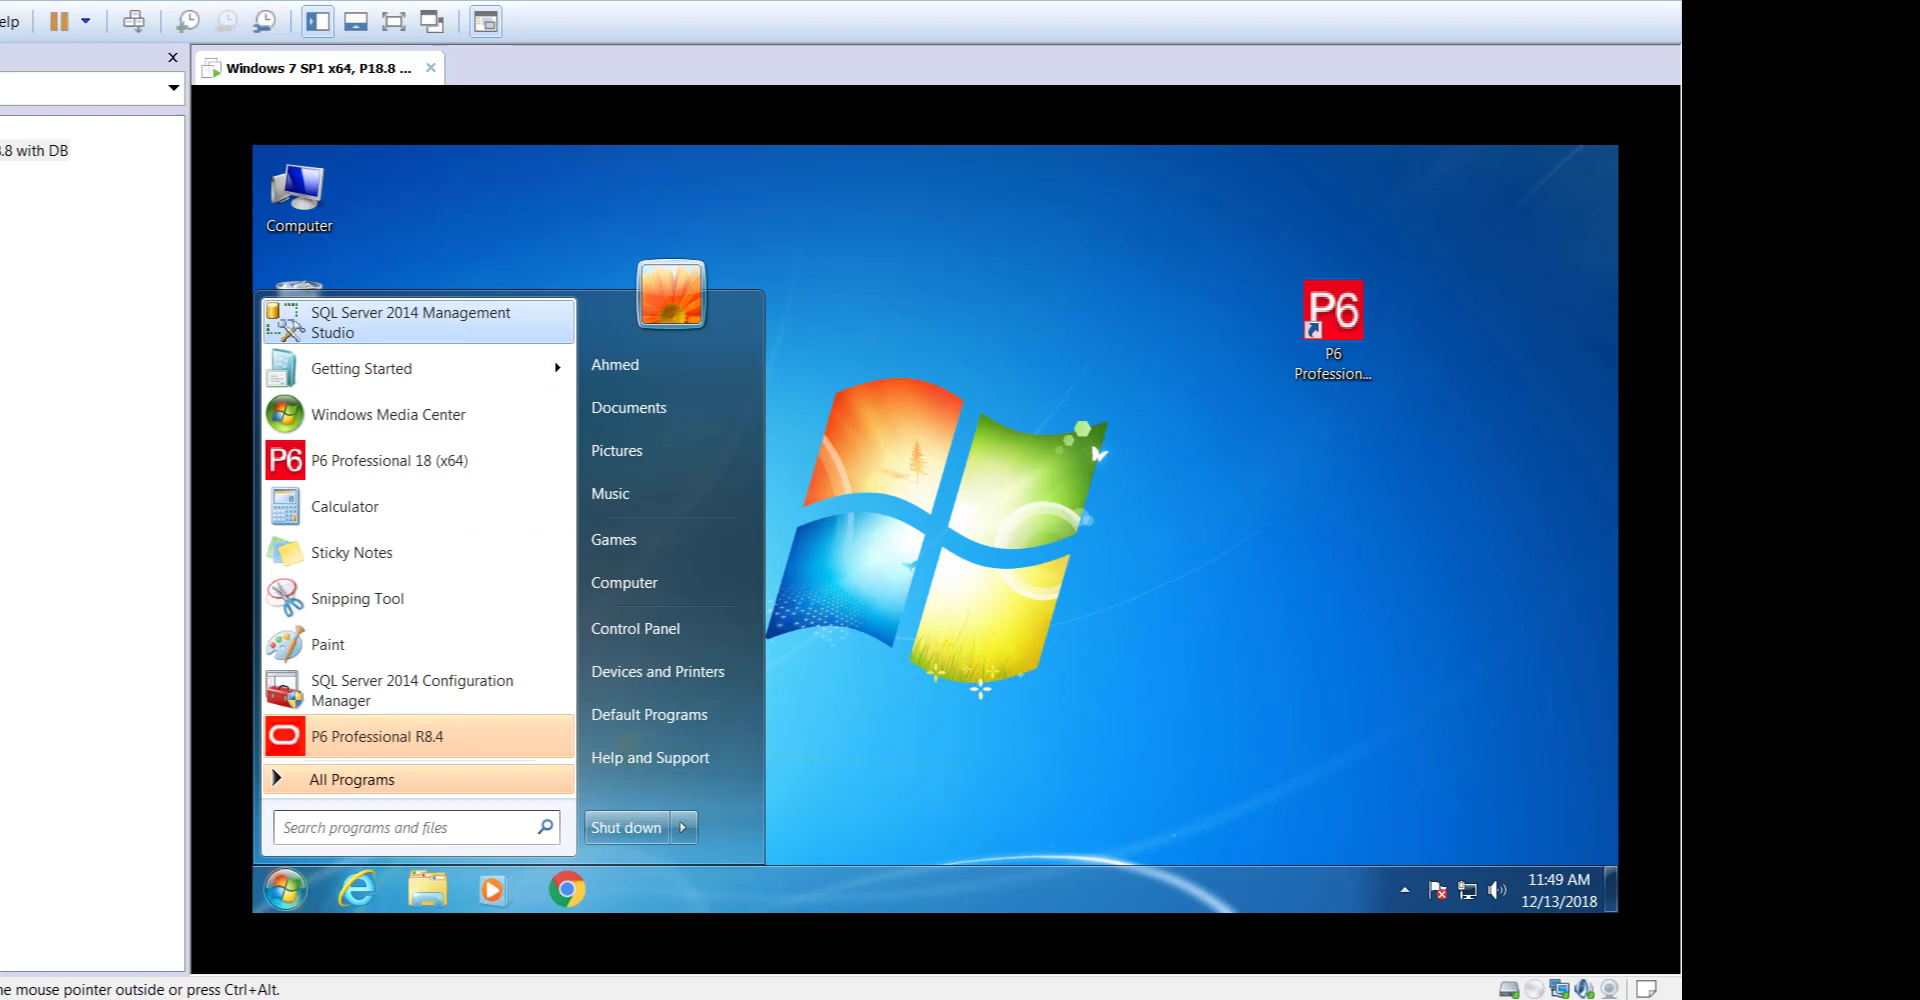 elp
Windows 7 SP1 x64, P18.8 ...
.8 with DB
Computer
SQL Server 2014 Management
Studio
Getting Started
Windows Media Center
P6 P6 Professional 18 (x64)
Calculator
Sticky Notes
Snipping Tool
Paint
SQL Server 2014 Configuration
Manager
P6 Professional R8.4
All Programs
Search programs and files
Ahmed
Documents
Pictures
Music
Games
Computer
Control Panel
Devices and Printers
Default Programs
Help and Support
Shut down
P6
P6
Profession...
11:49 AM
12/13/2018
he mouse pointer outside or press Ctrl+Alt.